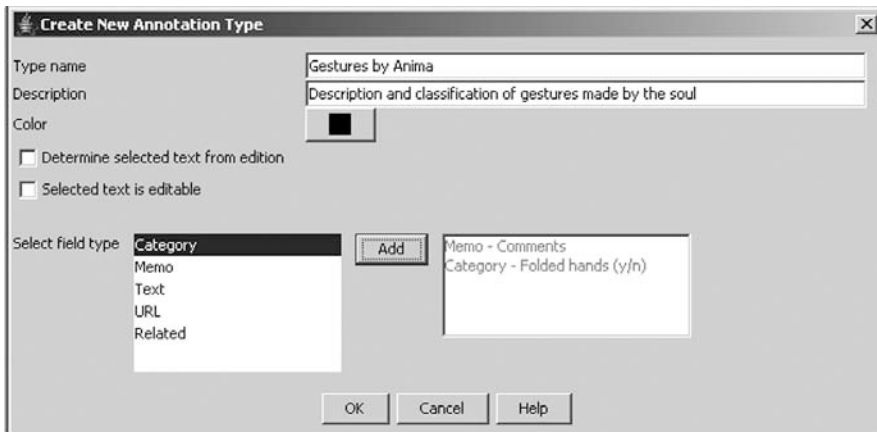 Create New Annotation Type
Type name Gestures by Anima
Description Description and classification of gestures made by the soul
Color
Determine selected text from edition
Selected text is editable
Select field type
Category
Memo
Text
URL
Related
Add
Memo - Comments
Category - Folded hands (y/n)
OK Cancel Help